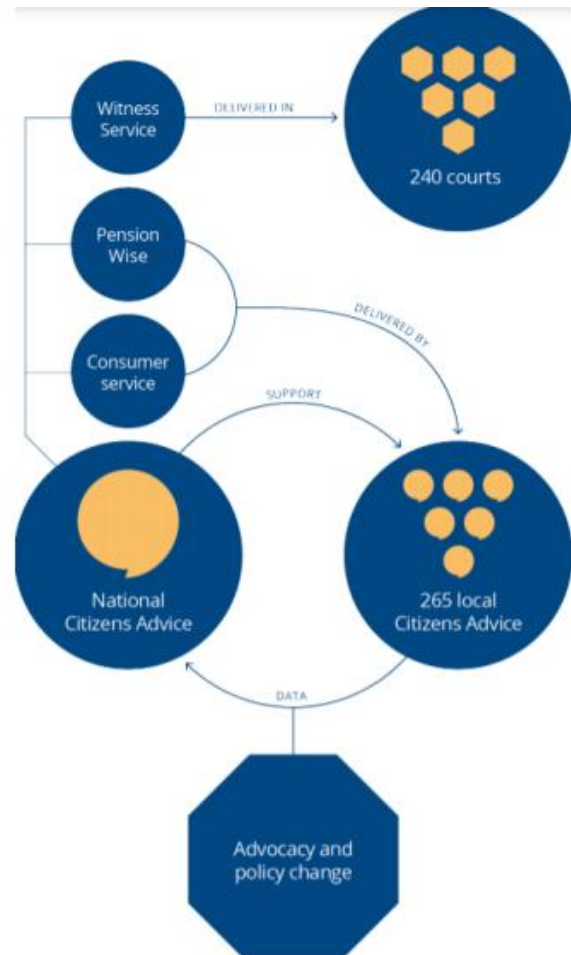 Witness
Service
DELIVERED IN
240 courts
Pension
Wise
DELIVERED BY
Consumer
service
SUPPORT
National
Citizens Advice
265 local
Citizens Advice
DATA
Advocacy and
policy change